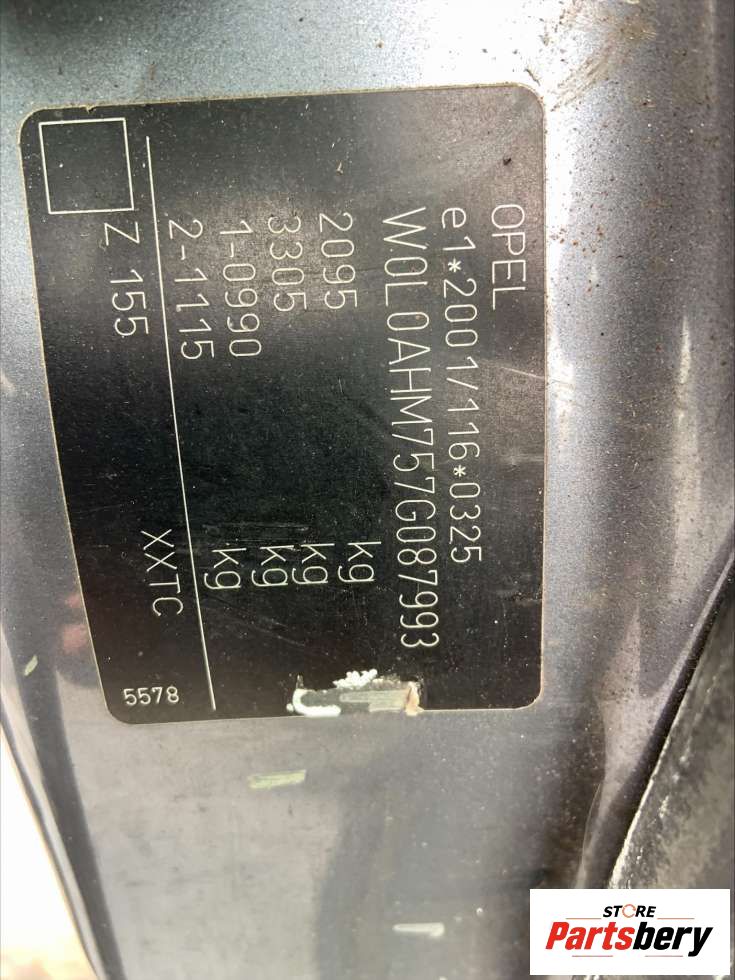 OPEL
e1*2001/116*0325
W0L0AHM757G087993
2095 kg
3305 kg
1-0990 kg
2-1115 kg
Z 155 XXTC
5578
STORE
Partsbery